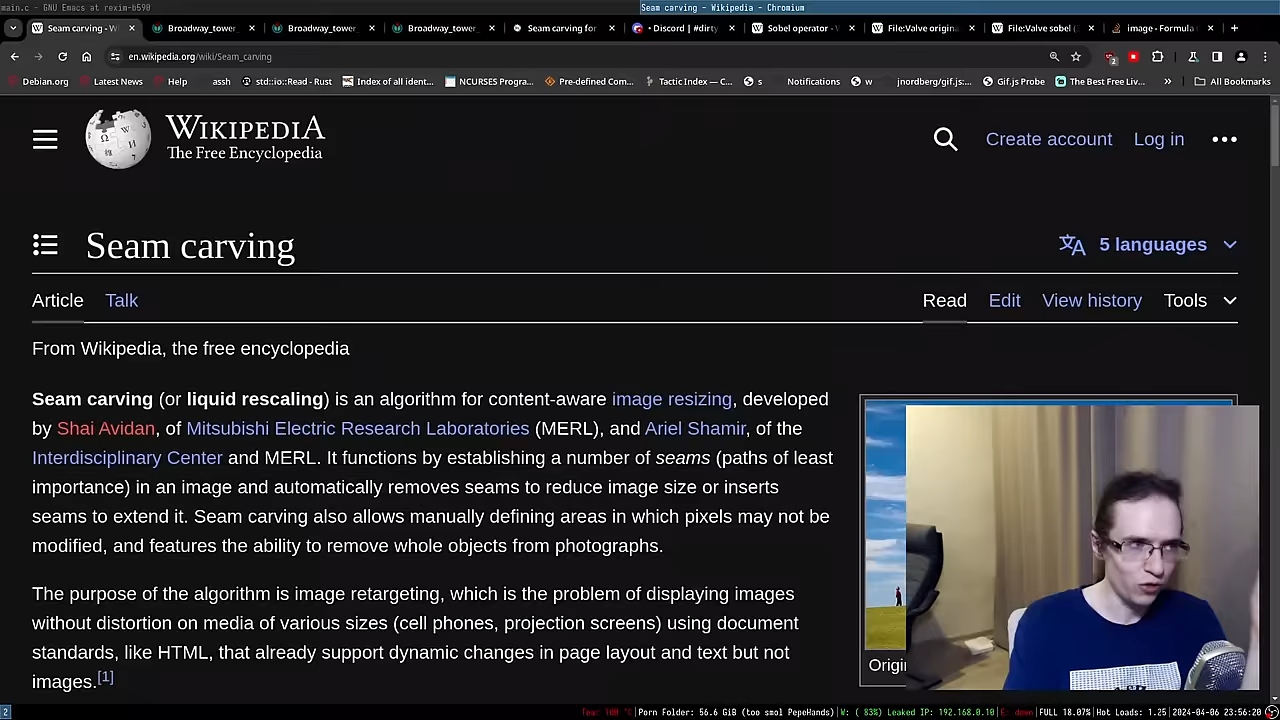 main.c - GNU Emacs at rexim-b590
Seam carving - Wikipedia - Chromium
Seam carving - W
Broadway_tower_
Broadway_tower
Broadway_tower_
Seam carving for
• Discord | #dirty
Sobel operator -
File:Valve origina
File:Valve sobel (
image - Formula
en.wikipedia.org/wiki/Seam_carving
Debian.org
Latest News
Help
assh
std::io::Read - Rust
Index of all ident...
NCURSES Progra...
Pre-defined Com...
Tactic Index — C...
s
Notifications
w
jnorberg/gif.js:...
Gif.js Probe
The Best Free Liv...
»
All Bookmarks
WIKIPEDIA
The Free Encyclopedia
Create account
Log in
Seam carving
5 languages
Article
Talk
Read
Edit
View history
Tools
From Wikipedia, the free encyclopedia
Seam carving (or liquid rescaling) is an algorithm for content-aware image resizing, developed
by Shai Avidan, of Mitsubishi Electric Research Laboratories (MERL), and Ariel Shamir, of the
Interdisciplinary Center and MERL. It functions by establishing a number of seams (paths of least
importance) in an image and automatically removes seams to reduce image size or inserts
seams to extend it. Seam carving also allows manually defining areas in which pixels may not be
modified, and features the ability to remove whole objects from photographs.
Origin
The purpose of the algorithm is image retargeting, which is the problem of displaying images
without distortion on media of various sizes (cell phones, projection screens) using document
standards, like HTML, that already support dynamic changes in page layout and text but not
images.[1]
2
Porn Folder: 56.6 GiB (too smol PepeHands)
W: ( 83%) Leaked IP: 192.168.0.10
E: down
FULL 18.07%
Hot Loads: 1.25
2024-04-06 23:56:20